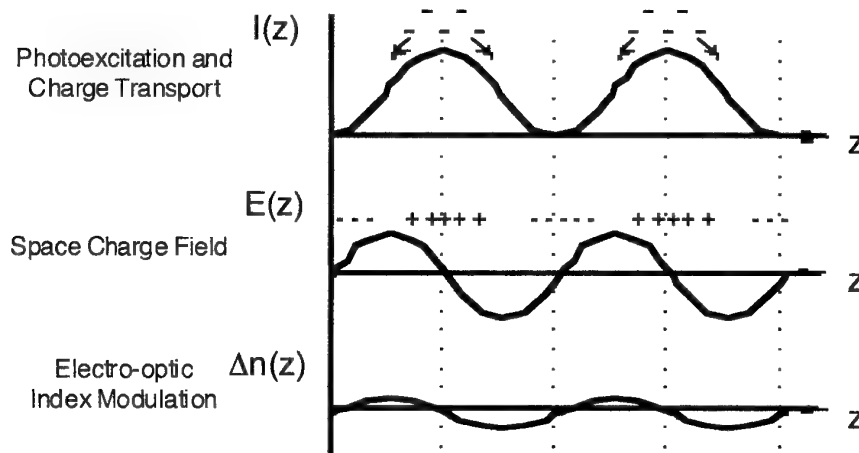 I(z)
- -
- -
Photoexcitation and
Charge Transport
- - - -
- - - -
z
E(z)
- - - - + ++++ - - - - - + ++++ - - -
Space Charge Field
z
Electro-optic
Index Modulation
Δn(z)
z